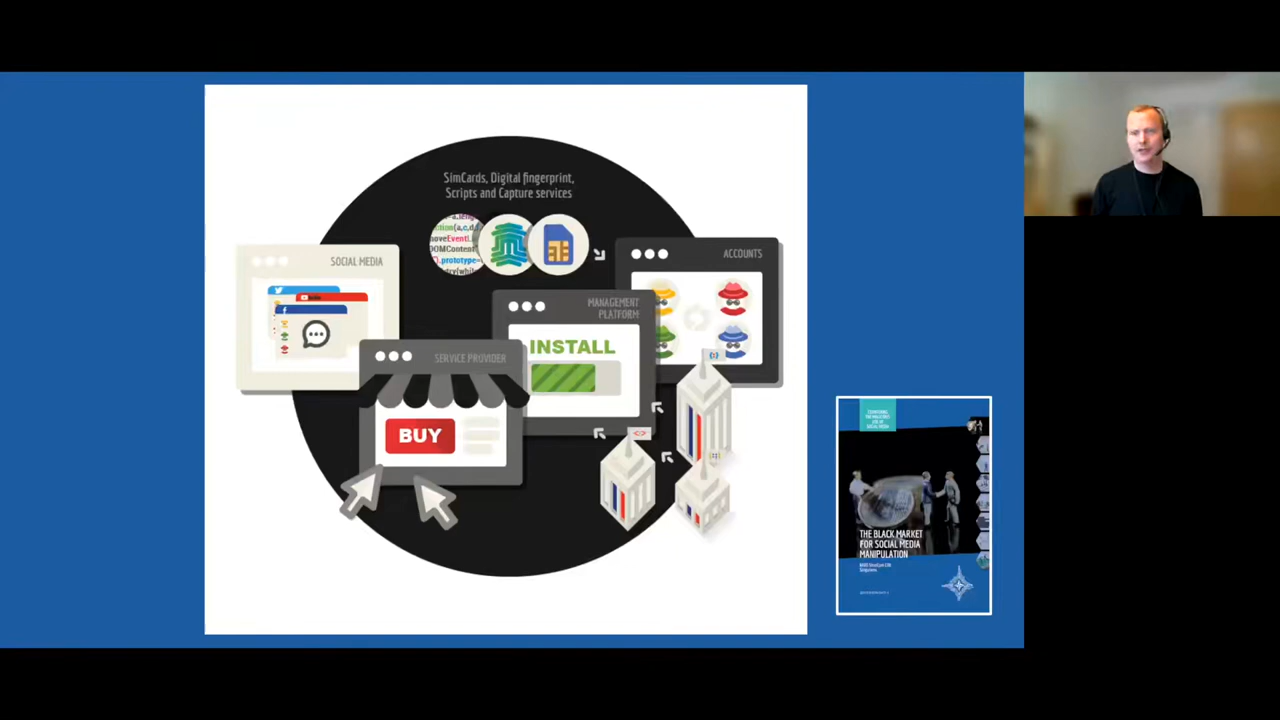 SimCards, Digital fingerprint,
Scripts and Capture services
SOCIAL MEDIA
ACCOUNTS
MANAGEMENT
PLATFORM
INSTALL
SERVICE PROVIDER
BUY
THE BLACK MARKET
FOR SOCIAL MEDIA
MANIPULATION